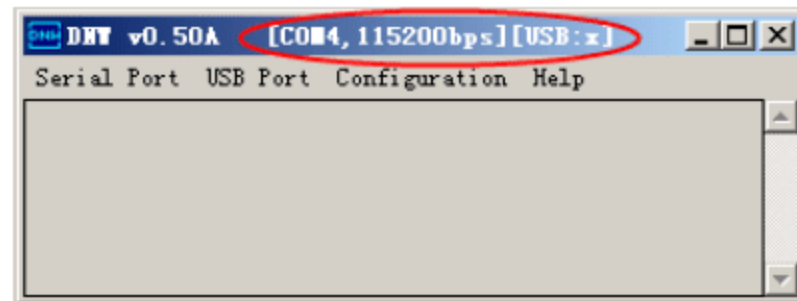 DNW v0.50A [COM4,115200bps][USB:x]
Serial Port USB Port Configuration Help